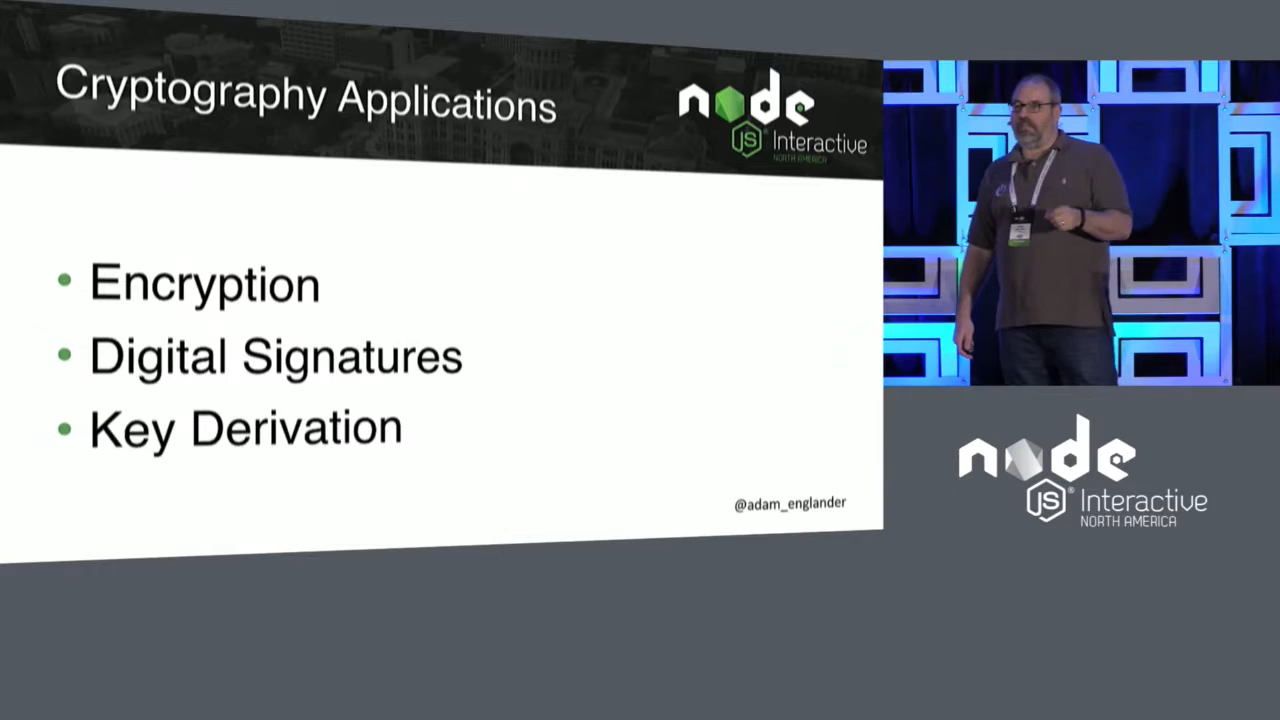 Cryptography Applications
node
JS Interactive
NORTH AMERICA
• Encryption
• Digital Signatures
• Key Derivation
@adam_englander
node
JS® Interactive
NORTH AMERICA